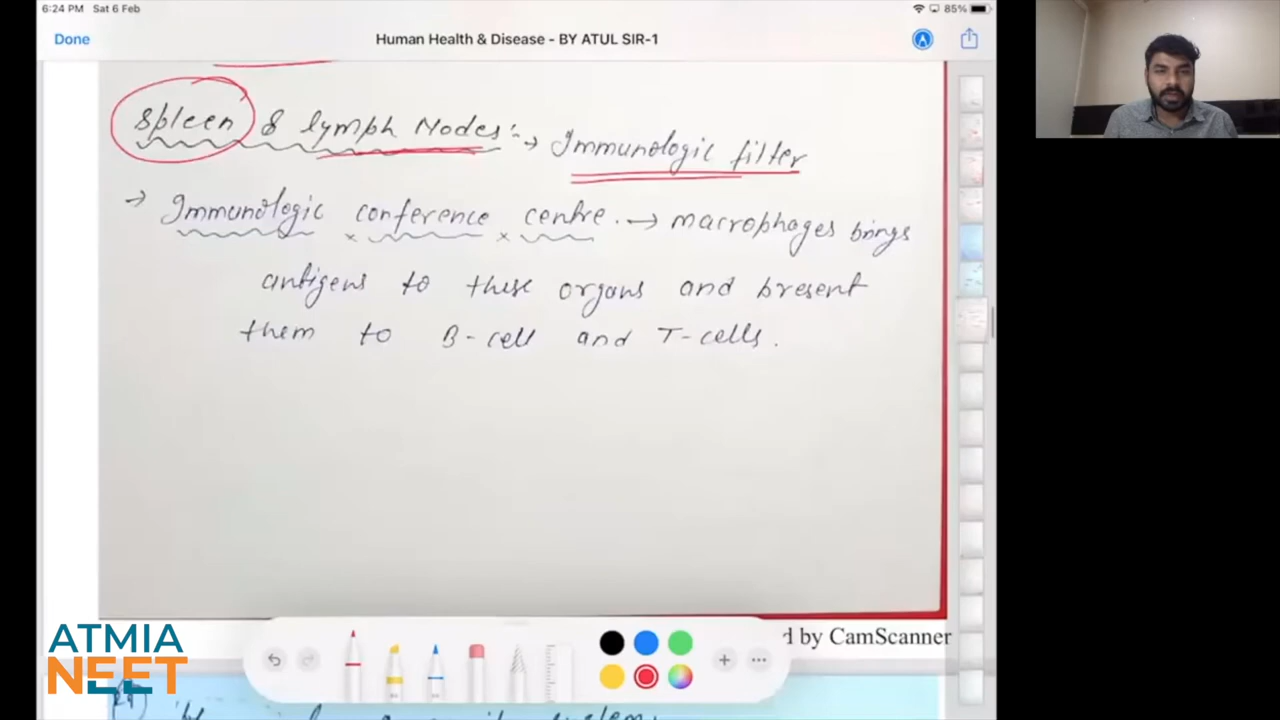 6:24 PM Sat 6 Feb
85%
Done
Human Health & Disease - BY ATUL SIR-1
Spleen & lymph Nodes :- → Immunologic filter
→ Immunologic conference centre. → macrophages brings
antigens to these organs and present
them to B-cell and T-cells.
d by CamScanner
ATMIA
NEET